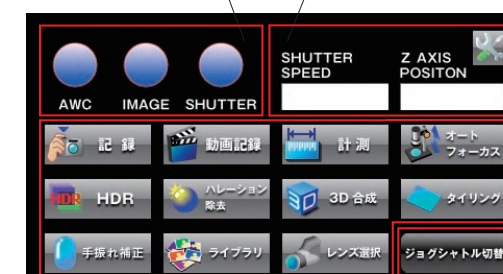 SHUTTER
SPEED
Z AXIS
POSITON
AWC IMAGE SHUTTER
記 録
動画記録
計 測
オート
フォーカス
HDR
HDR
ハレーション
除去
3D
3D 合成
タイリング
手振れ補正
ライブラリ
レンズ選択
ジョグシャトル切替